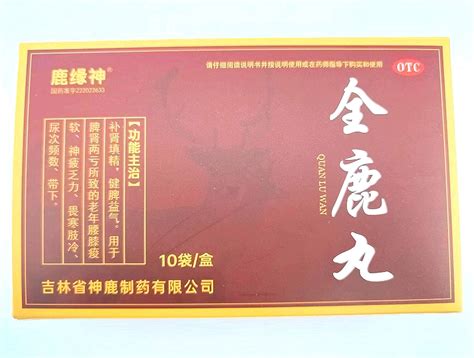 鹿缘神®
国药准字Z22022633
请仔细阅读说明书并按说明使用或在药师指导下购买和使用
OTC
全鹿丸
QUAN LU WAN
【功能主治】
补肾填精，健脾益气。用于
脾肾两亏所致的老年腰膝痠
软、神疲乏力、畏寒肢冷、
尿次频数、带下。
10袋/盒
吉林省神鹿制药有限公司